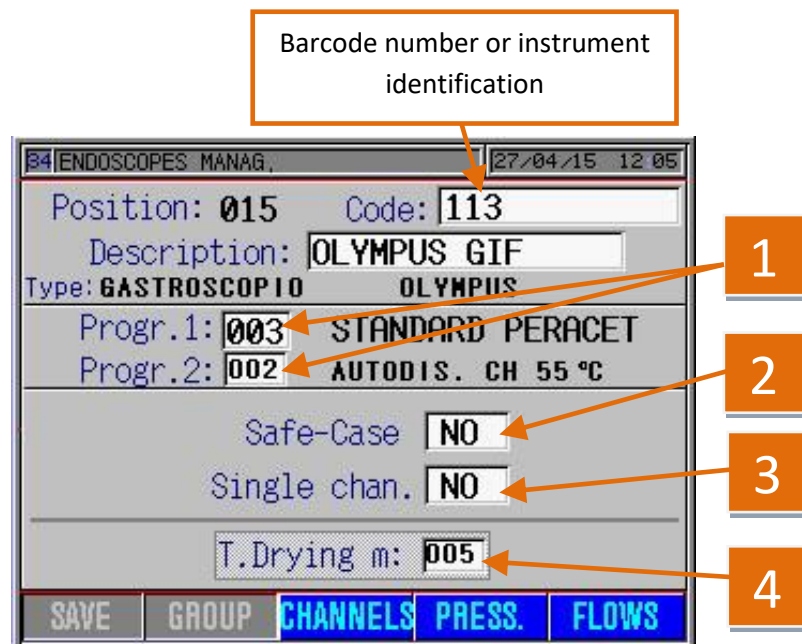 Barcode number or instrument
identification
34 ENDOSCOPES MANAG, 27/04/15 12 05
Position: 015 Code: 113
Description: OLYMPUS GIF
Type: GASTROSCOPIO OLYMPUS
1
Progr.1: 003 STANDARD PERACET
Progr.2: 002 AUTODIS. CH 55 °C
2
Safe-Case NO
3
Single chan. NO
4
T.Drying m: 005
SAVE GROUP CHANNELS PRESS. FLOWS